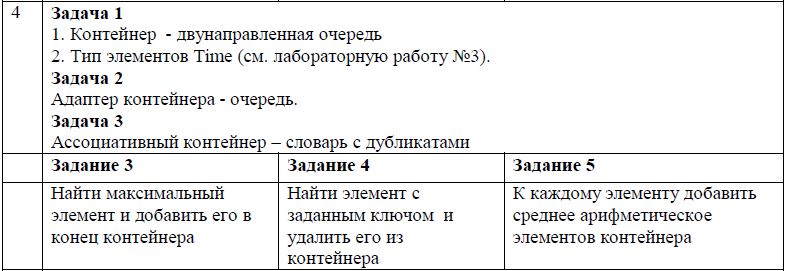 4
Задача 1
1. Контейнер - двунаправленная очередь
2. Тип элементов Time (см. лабораторную работу №3).
Задача 2
Адаптер контейнера - очередь.
Задача 3
Ассоциативный контейнер – словарь с дубликатами
Задание 3
Найти максимальный
элемент и добавить его в
конец контейнера
Задание 4
Найти элемент с
заданным ключом и
удалить его из
контейнера
Задание 5
К каждому элементу добавить
среднее арифметическое
элементов контейнера